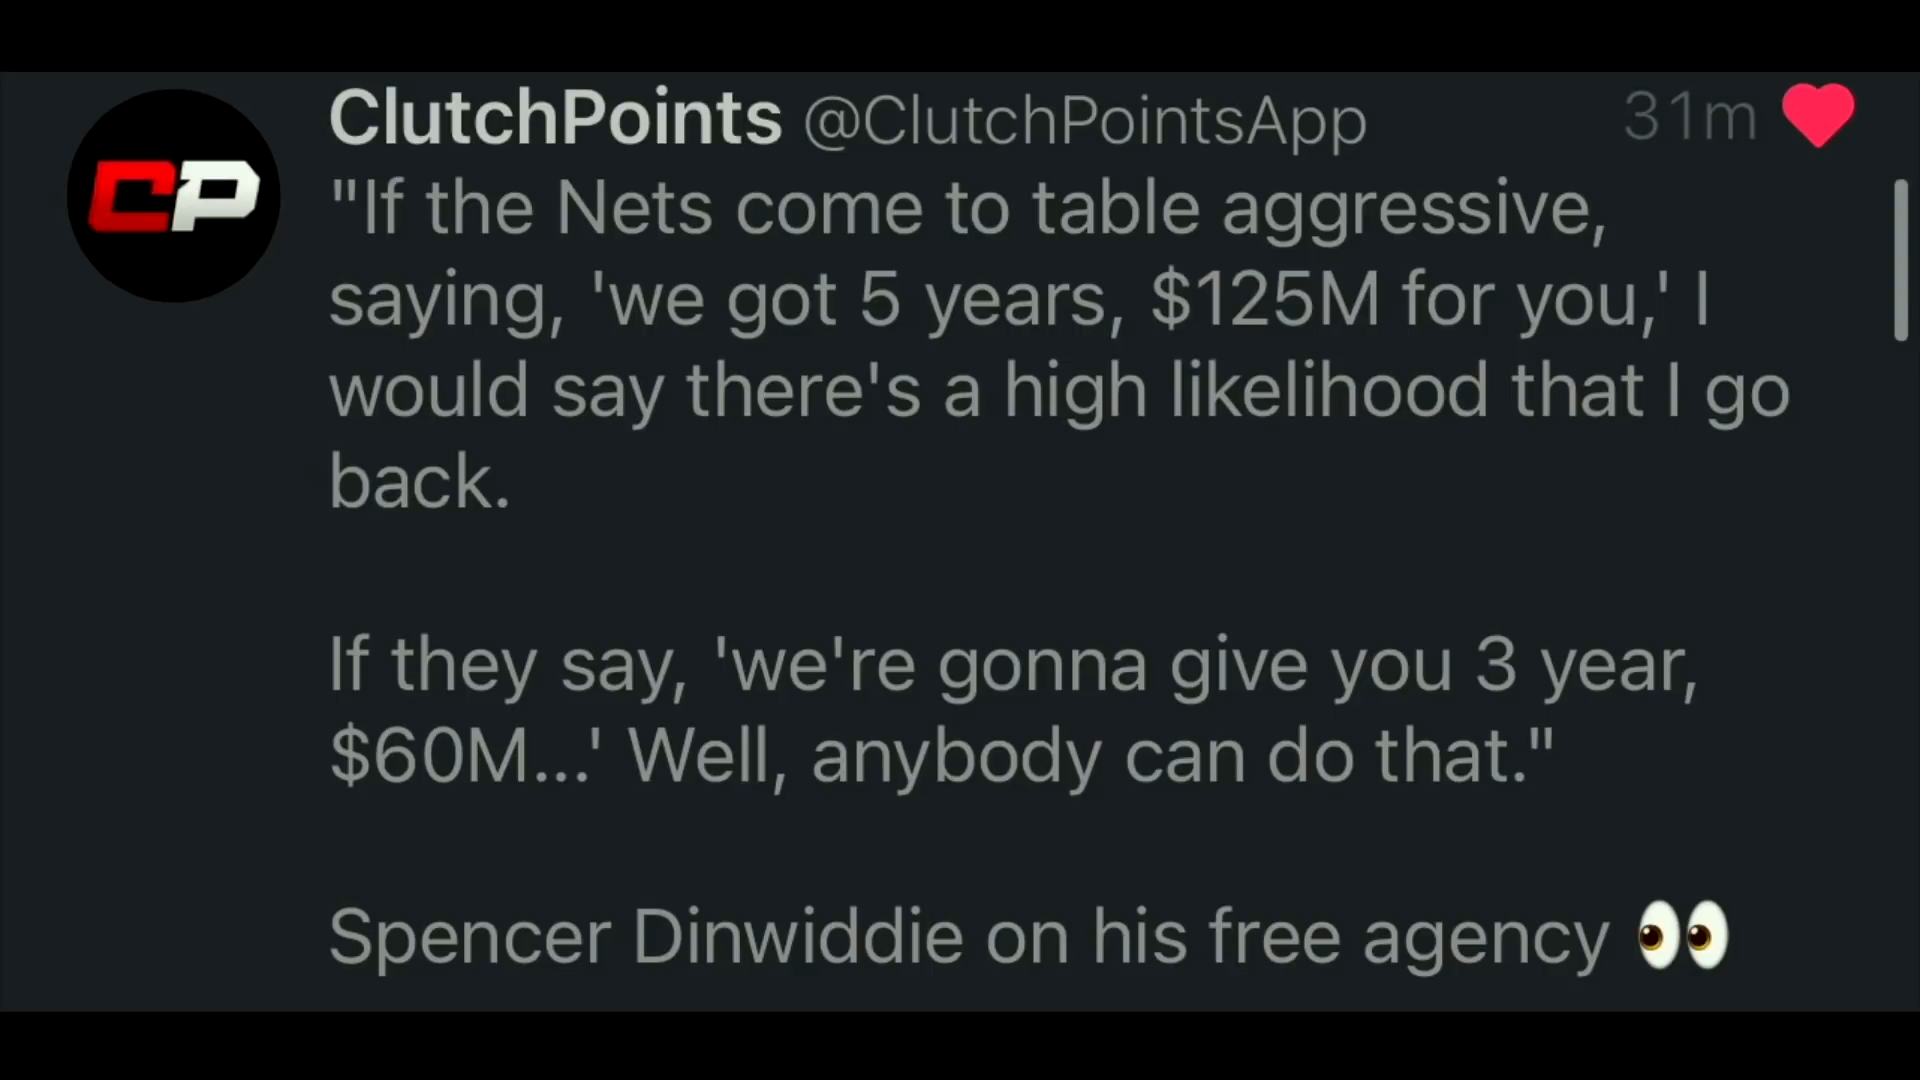 CP
ClutchPoints @ClutchPointsApp 31m
"If the Nets come to table aggressive,
saying, 'we got 5 years, $125M for you,' I
would say there's a high likelihood that I go
back.
If they say, 'we're gonna give you 3 year,
$60M...' Well, anybody can do that."
Spencer Dinwiddie on his free agency 👀